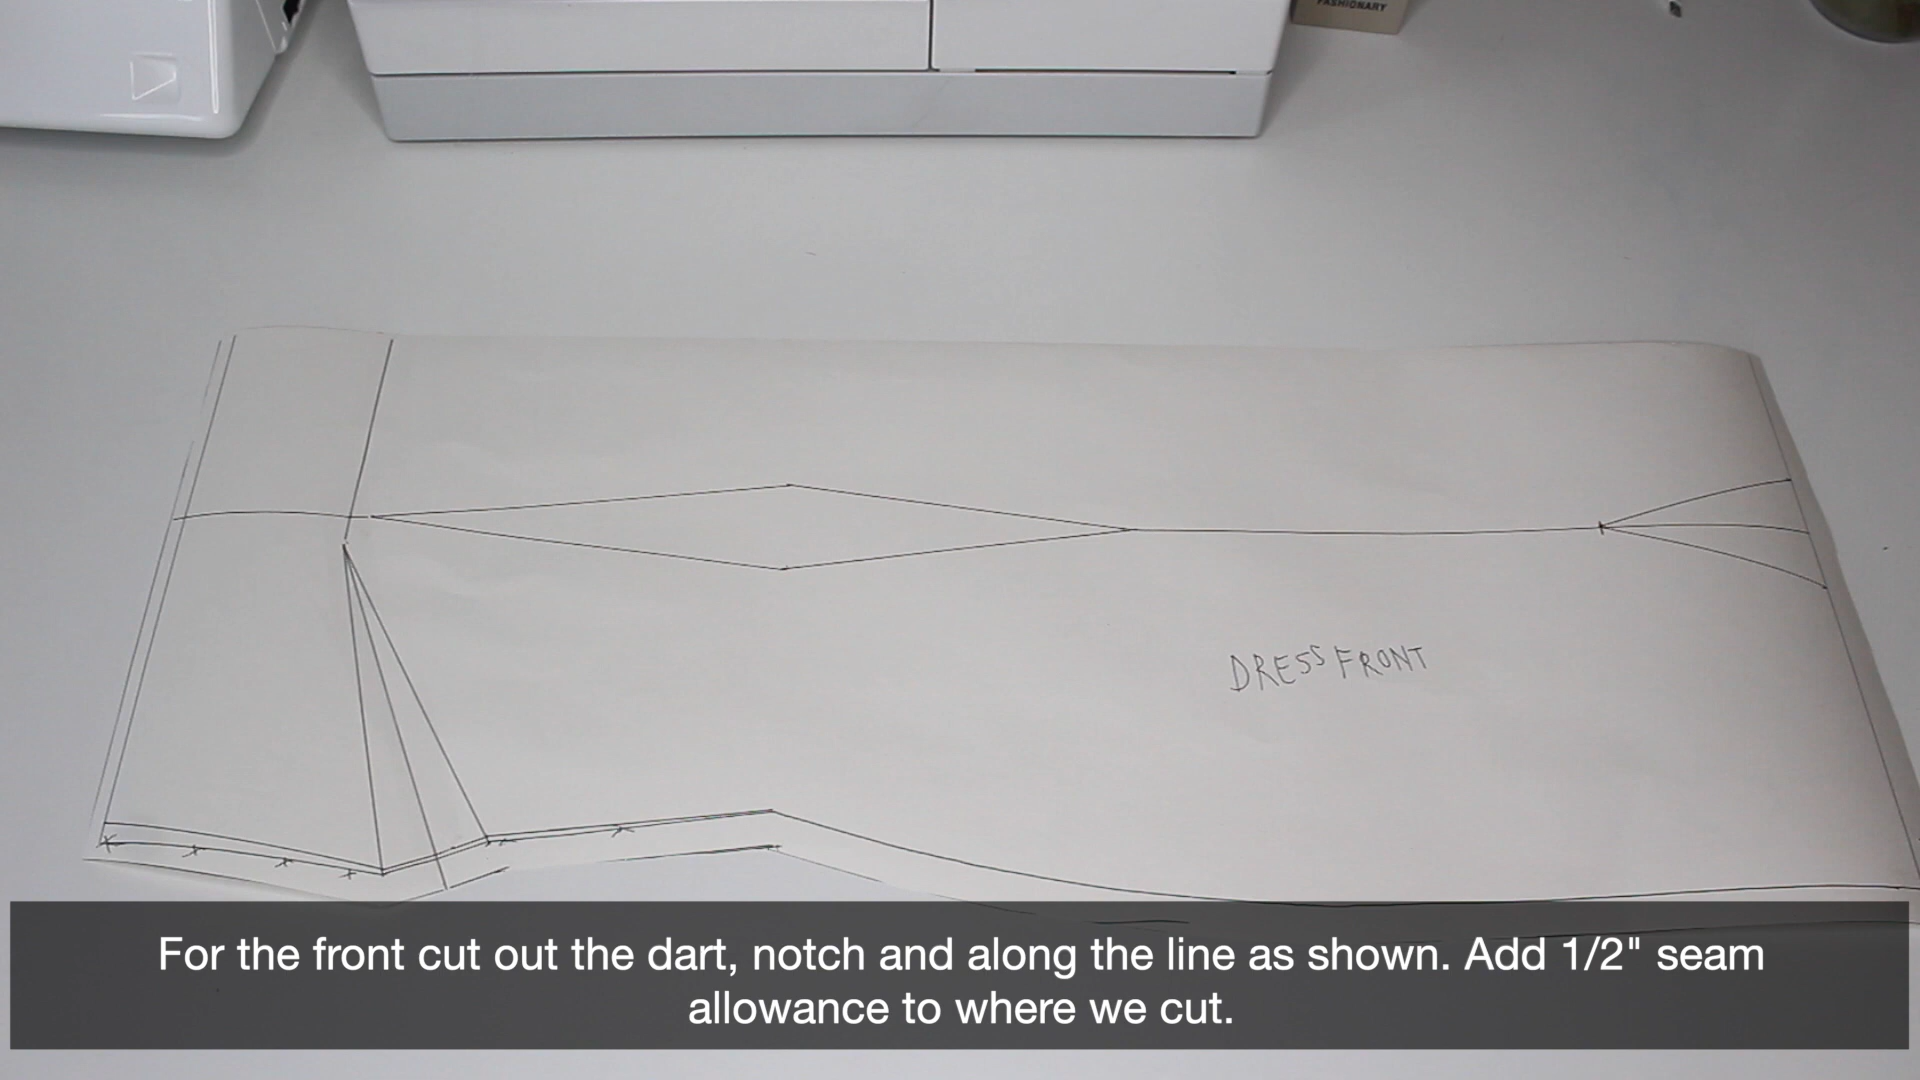 FASHIONARY
DRESS FRONT
For the front cut out the dart, notch and along the line as shown. Add 1/2" seam
allowance to where we cut.